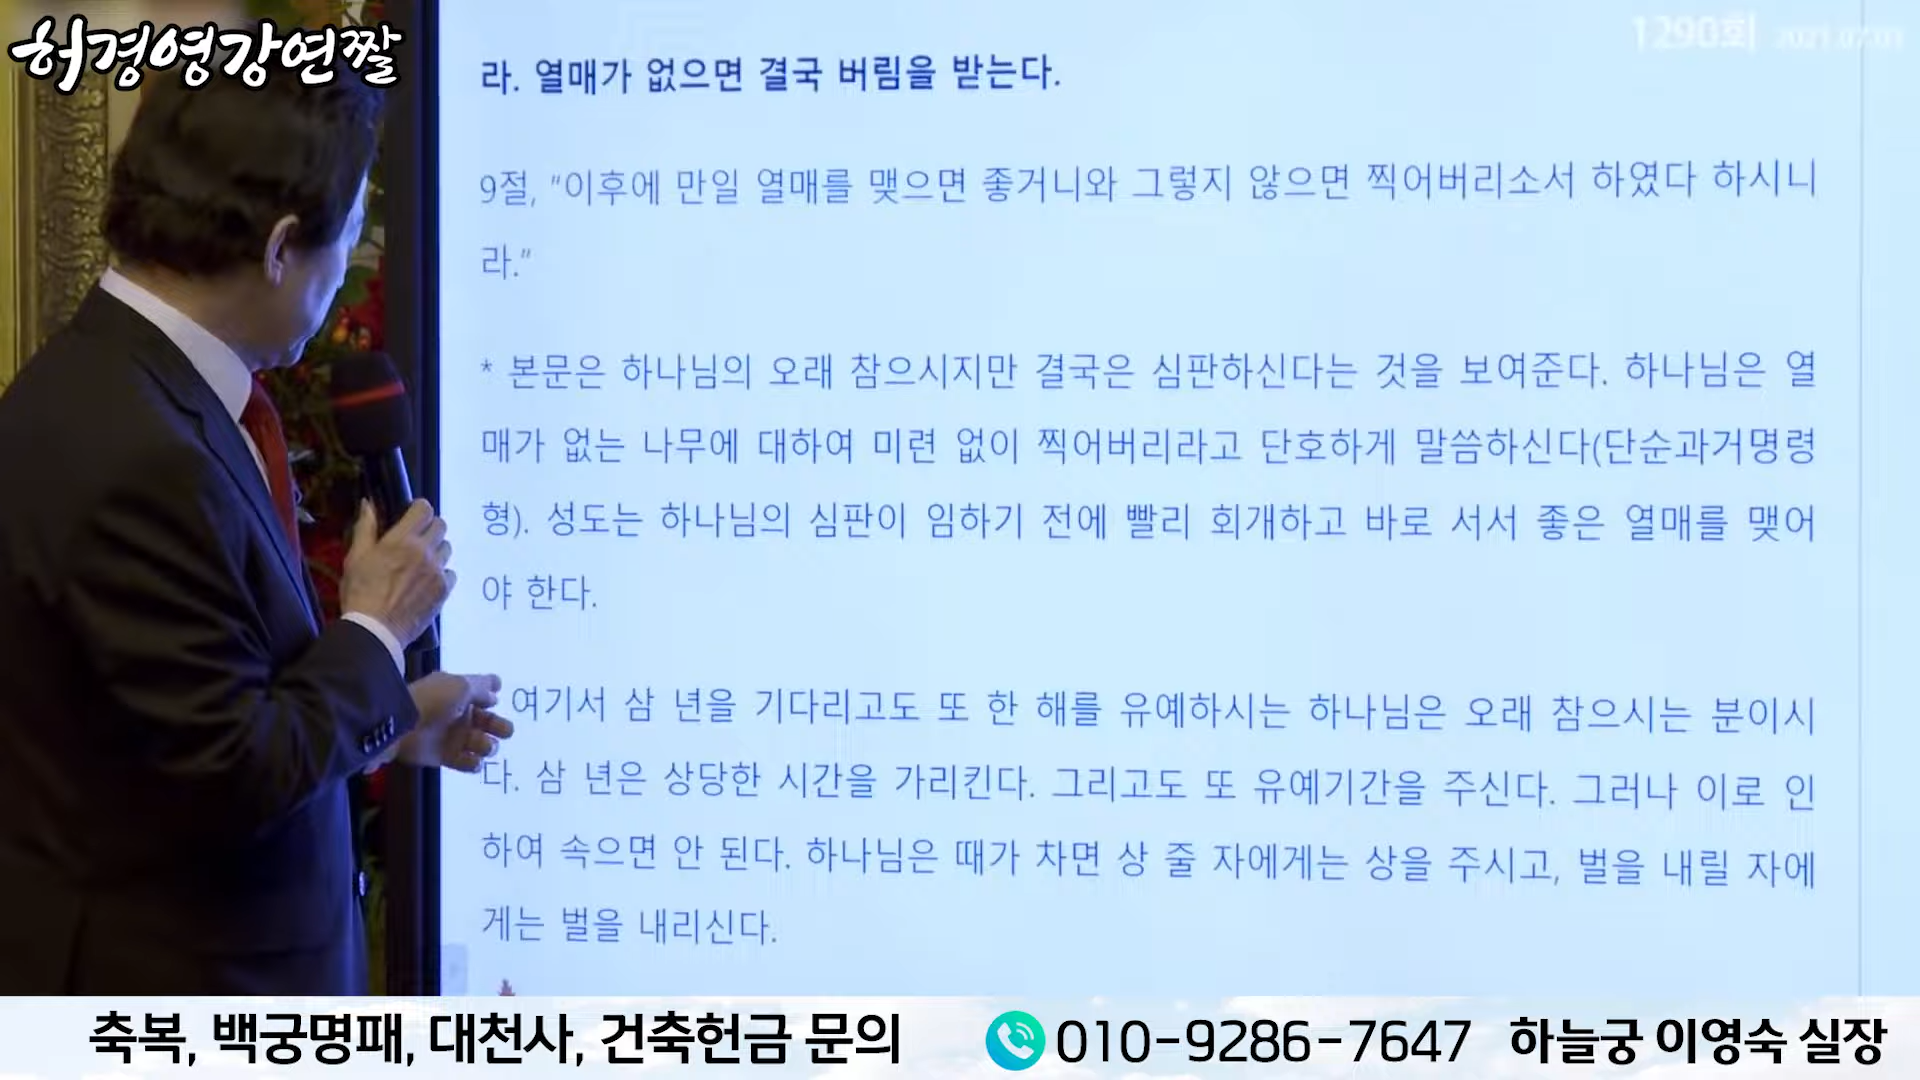 허경영강연짤
1290회 2021.07.03
라. 열매가 없으면 결국 버림을 받는다.
9절, "이후에 만일 열매를 맺으면 좋거니와 그렇지 않으면 찍어버리소서 하였다 하시니
라."
* 본문은 하나님의 오래 참으시지만 결국은 심판하신다는 것을 보여준다. 하나님은 열
매가 없는 나무에 대하여 미련 없이 찍어버리라고 단호하게 말씀하신다(단순과거명령
형). 성도는 하나님의 심판이 임하기 전에 빨리 회개하고 바로 서서 좋은 열매를 맺어
야 한다.
여기서 삼 년을 기다리고도 또 한 해를 유예하시는 하나님은 오래 참으시는 분이시
다. 삼 년은 상당한 시간을 가리킨다. 그리고도 또 유예기간을 주신다. 그러나 이로 인
하여 속으면 안 된다. 하나님은 때가 차면 상 줄 자에게는 상을 주시고, 벌을 내릴 자에
게는 벌을 내리신다.
축복, 백궁명패, 대천사, 건축헌금 문의 010-9286-7647 하늘궁 이영숙 실장